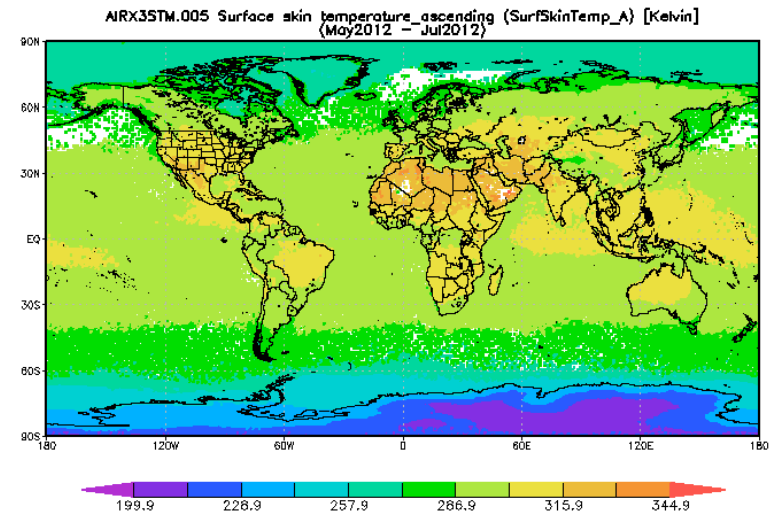 AIRX3STM.005 Surface skin temperature_ascending (SurfSkinTemp_A) [Kelvin]
(May2012 - Jul2012)
90N
60N
30N
EQ
30S
60S
90S
180 120W 60W 0 60E 120E 180
199.9 228.9 257.9 286.9 315.9 344.9